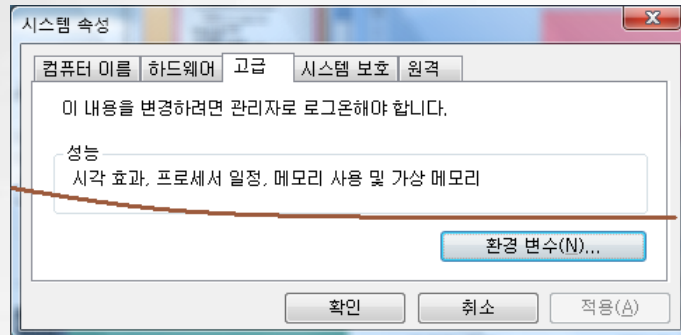 시스템 속성
컴퓨터 이름 하드웨어 고급 시스템 보호 원격
이 내용을 변경하려면 관리자로 로그온해야 합니다.
성능
시각 효과, 프로세서 일정, 메모리 사용 및 가상 메모리
환경 변수(N)...
확인 취소 적용(A)